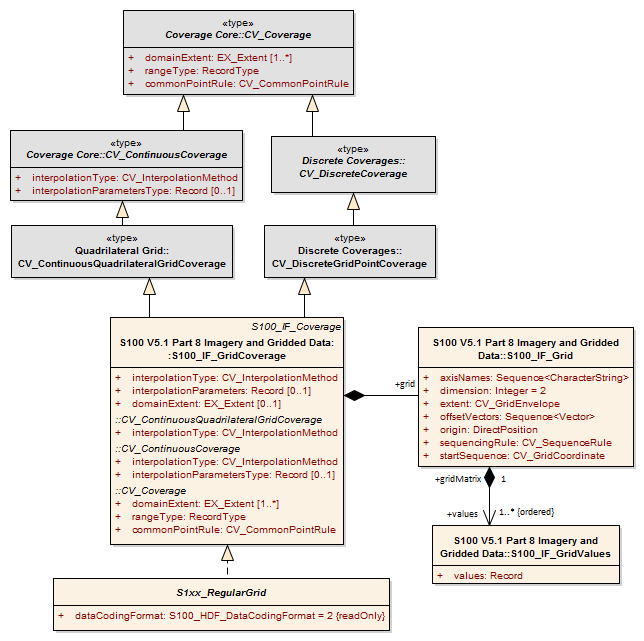 «type»
Coverage Core::CV_Coverage
+ domainExtent: EX_Extent [1..*]
+ rangeType: RecordType
+ commonPointRule: CV_CommonPointRule
«type»
Coverage Core::CV_ContinuousCoverage
+ interpolationType: CV_InterpolationMethod
+ interpolationParametersType: Record [0..1]
«type»
Discrete Coverages::
CV_DiscreteCoverage
«type»
Quadrilateral Grid::
CV_ContinuousQuadrilateralGridCoverage
«type»
Discrete Coverages::
CV_DiscreteGridPointCoverage
S100_IF_Coverage
S100 V5.1 Part 8 Imagery and Gridded Data:
:S100_IF_GridCoverage
+ interpolationType: CV_InterpolationMethod
+ interpolationParameters: Record [0..1]
+ domainExtent: EX_Extent [0..1]
::CV_ContinuousQuadrilateralGridCoverage
+ interpolationType: CV_InterpolationMethod
::CV_ContinuousCoverage
+ interpolationType: CV_InterpolationMethod
+ interpolationParametersType: Record [0..1]
::CV_Coverage
+ domainExtent: EX_Extent [1..*]
+ rangeType: RecordType
+ commonPointRule: CV_CommonPointRule
+grid
S100 V5.1 Part 8 Imagery and Gridded
Data::S100_IF_Grid
+ axisNames: Sequence<CharacterString>
+ dimension: Integer = 2
+ extent: CV_GridEnvelope
+ offsetVectors: Sequence<Vector>
+ origin: DirectPosition
+ sequencingRule: CV_SequenceRule
+ startSequence: CV_GridCoordinate
+gridMatrix 1
+values 1..* {ordered}
S100 V5.1 Part 8 Imagery and
Gridded Data::S100_IF_GridValues
+ values: Record
S1xx_RegularGrid
+ dataCodingFormat: S100_HDF_DataCodingFormat = 2 {readOnly}